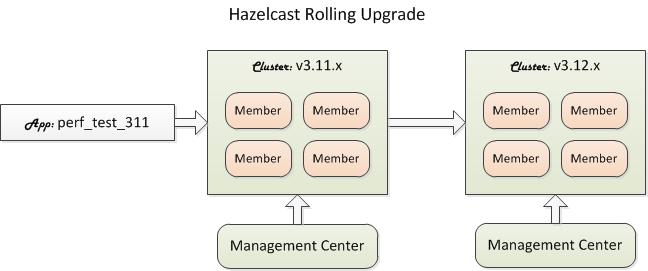 Hazelcast Rolling Upgrade
Cluster: v3.11.x
Cluster: v3.12.x
Member Member
Member Member
App: perf_test_311
Member Member
Member Member
Management Center
Management Center